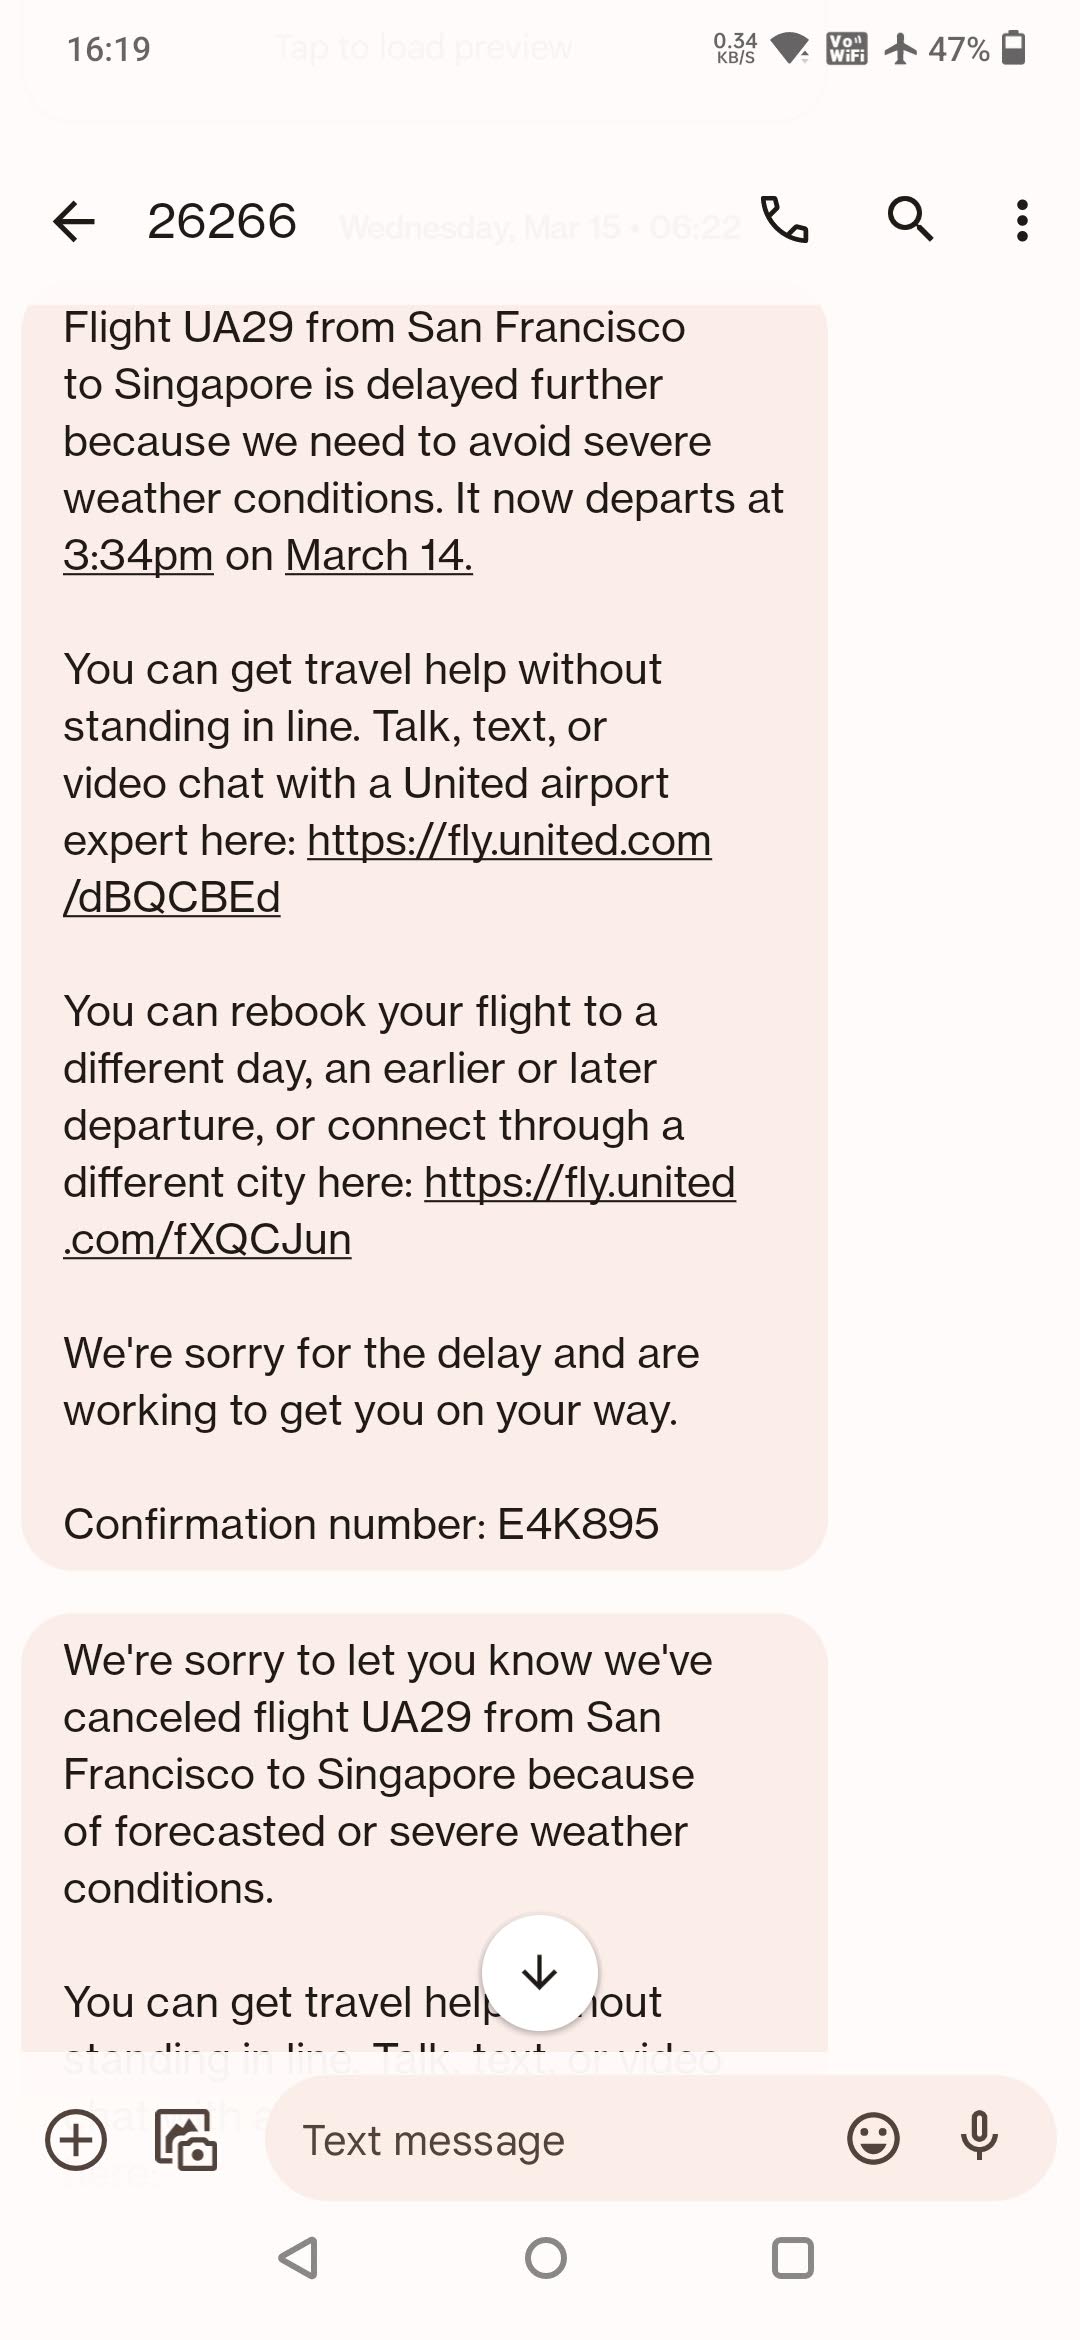 16:19
Tap to load preview
0.34
KB/S
Vo
WiFi
47%
26266
Wednesday, Mar 15 • 06:22
Flight UA29 from San Francisco
to Singapore is delayed further
because we need to avoid severe
weather conditions. It now departs at
3:34pm on March 14.
You can get travel help without
standing in line. Talk, text, or
video chat with a United airport
expert here: https://fly.united.com
/dBQCBEd
You can rebook your flight to a
different day, an earlier or later
departure, or connect through a
different city here: https://fly.united
.com/fXQCJun
We're sorry for the delay and are
working to get you on your way.
Confirmation number: E4K895
We're sorry to let you know we've
canceled flight UA29 from San
Francisco to Singapore because
of forecasted or severe weather
conditions.
You can get travel help
standing in line. Talk, text, or video
Text message